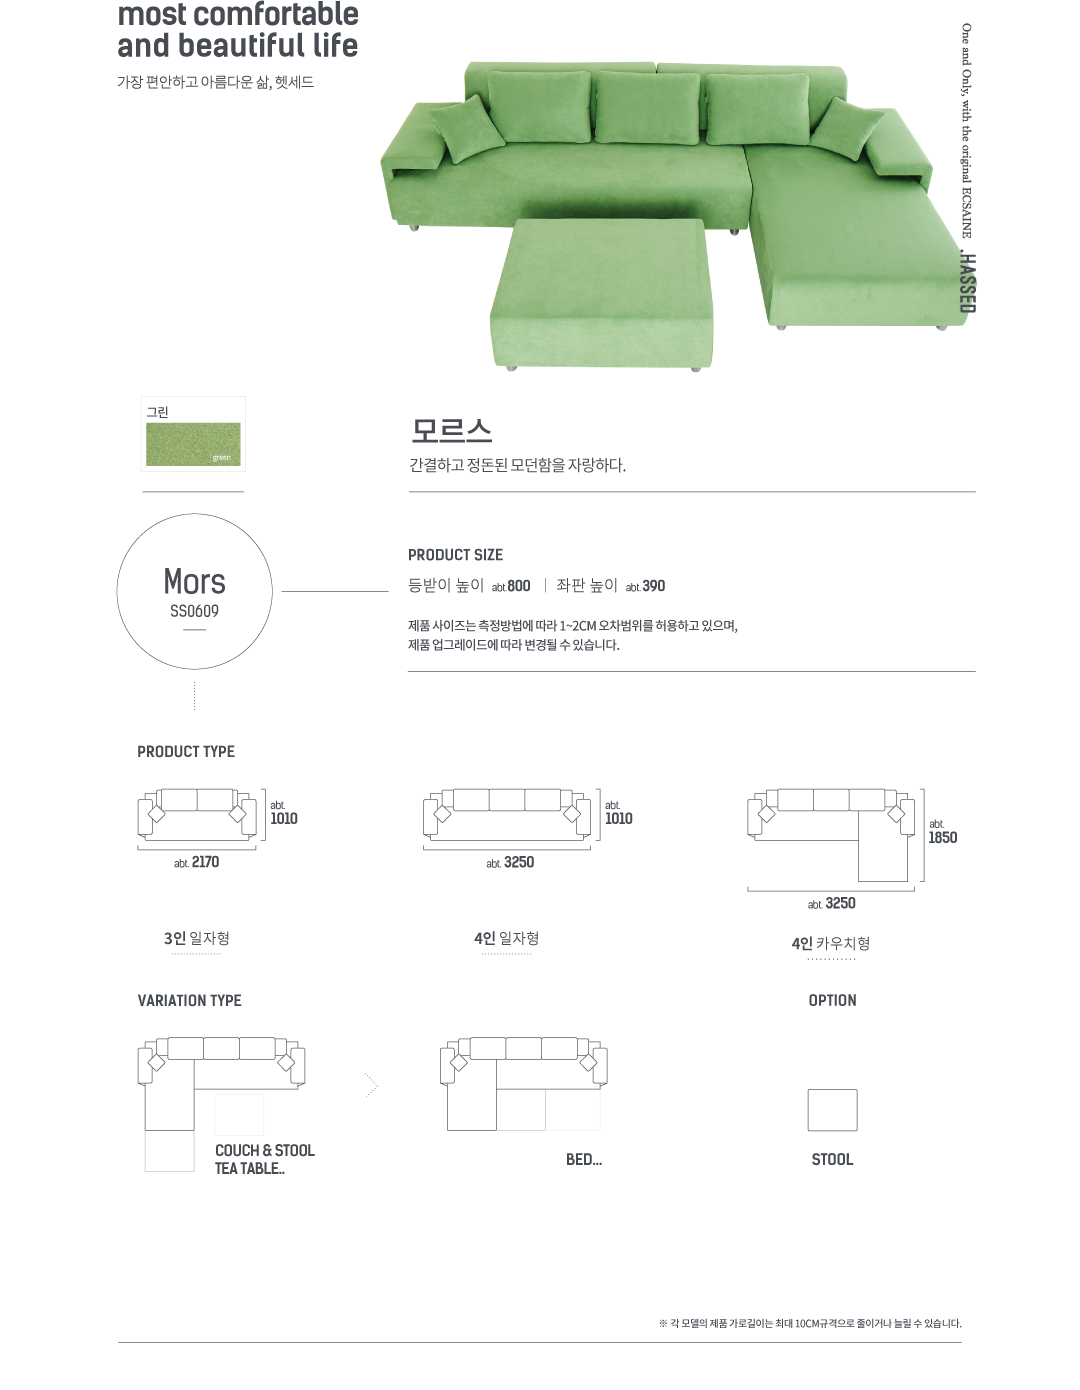 most comfortable
and beautiful life
가장 편안하고 아름다운 삶, 헷세드
One and Only, with the original ECSAINE .HASSED
그린
green
모르스
간결하고 정돈된 모던함을 자랑하다.
Mors
SS0609
PRODUCT SIZE
등받이 높이 abt.800 | 좌판 높이 abt.390
제품 사이즈는 측정방법에 따라 1~2CM 오차범위를 허용하고 있으며,
제품 업그레이드에 따라 변경될 수 있습니다.
PRODUCT TYPE
abt.
1010
abt. 2170
3인 일자형
abt.
1010
abt. 3250
4인 일자형
abt.
1850
abt. 3250
4인 카우치형
VARIATION TYPE
OPTION
COUCH & STOOL
TEA TABLE..
BED...
STOOL
※ 각 모델의 제품 가로길이는 최대 10CM규격으로 줄이거나 늘릴 수 있습니다.